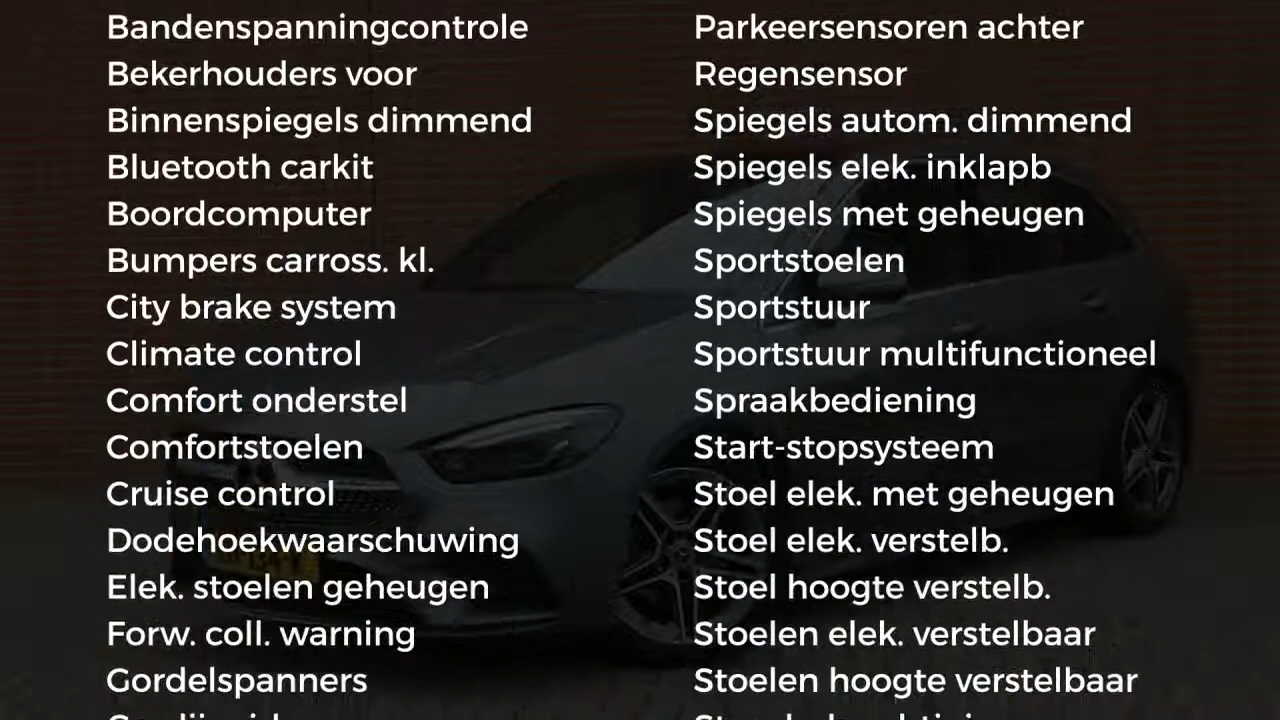 Bandenspanningcontrole
Bekerhouders voor
Binnenspiegels dimmend
Bluetooth carkit
Boordcomputer
Bumpers carross. kl.
City brake system
Climate control
Comfort onderstel
Comfortstoelen
Cruise control
Dodehoekwaarschuwing
Elek. stoelen geheugen
Forw. coll. warning
Gordelspanners
Parkeersensoren achter
Regensensor
Spiegels autom. dimmend
Spiegels elek. inklapb
Spiegels met geheugen
Sportstoelen
Sportstuur
Sportstuur multifunctioneel
Spraakbediening
Start-stopsysteem
Stoel elek. met geheugen
Stoel elek. verstelb.
Stoel hoogte verstelb.
Stoelen elek. verstelbaar
Stoelen hoogte verstelbaar